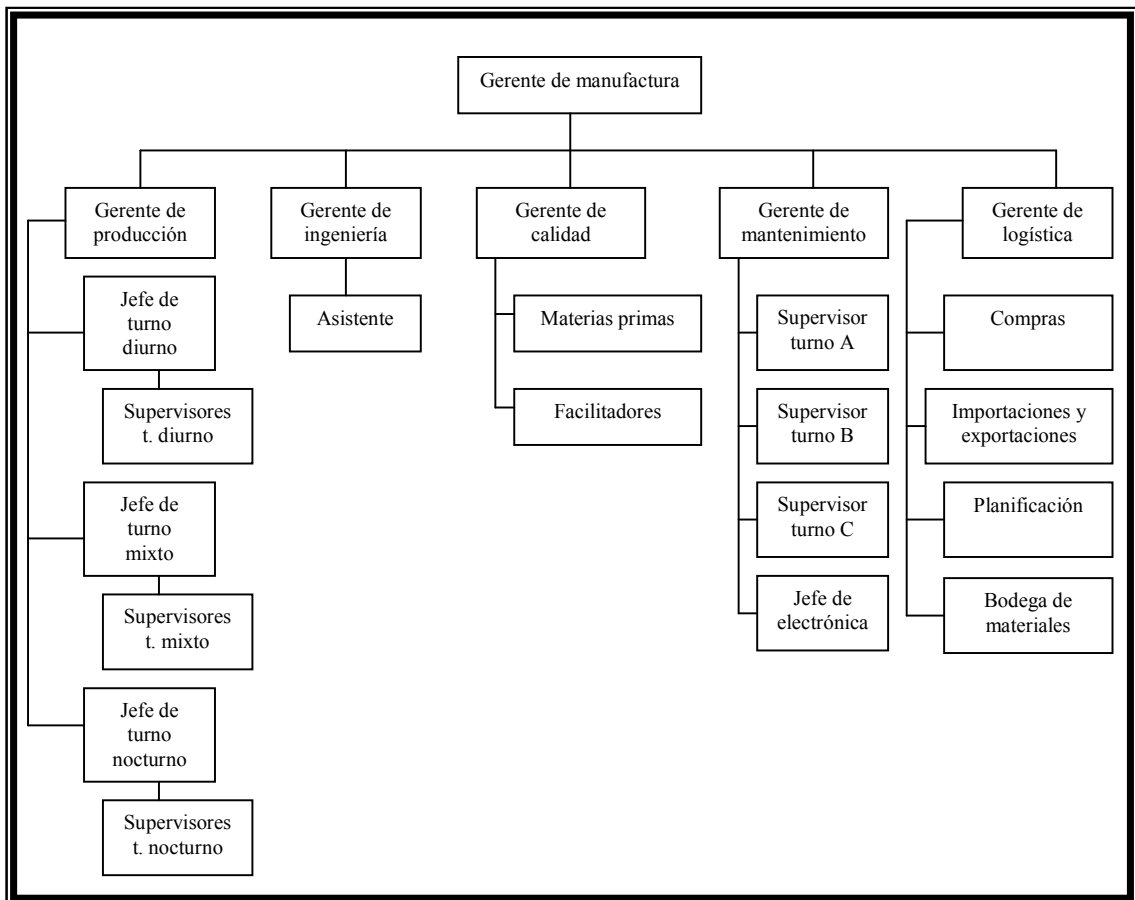 Gerente de manufactura
Gerente de
producción
Gerente de
ingeniería
Gerente de
calidad
Gerente de
mantenimiento
Gerente de
logística
Jefe de
turno
diurno
Supervisores
t. diurno
Jefe de
turno
mixto
Supervisores
t. mixto
Jefe de
turno
nocturno
Supervisores
t. nocturno
Asistente
Materias primas
Facilitadores
Supervisor
turno A
Supervisor
turno B
Supervisor
turno C
Jefe de
electrónica
Compras
Importaciones y
exportaciones
Planificación
Bodega de
materiales